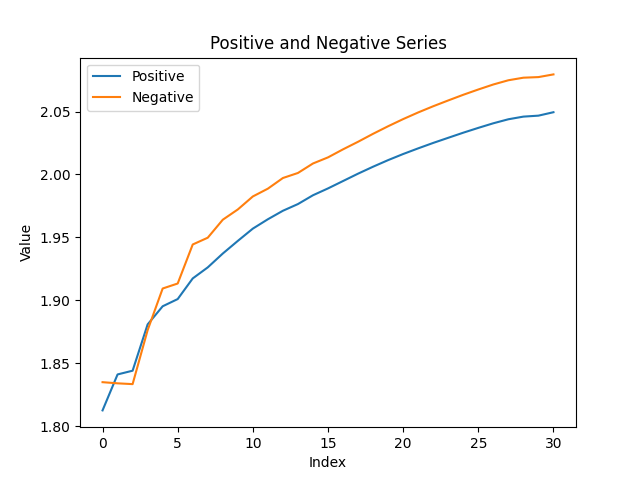 Positive and Negative Series
Positive
Negative
Value
2.05
2.00
1.95
1.90
1.85
1.80
0 5 10 15 20 25 30
Index